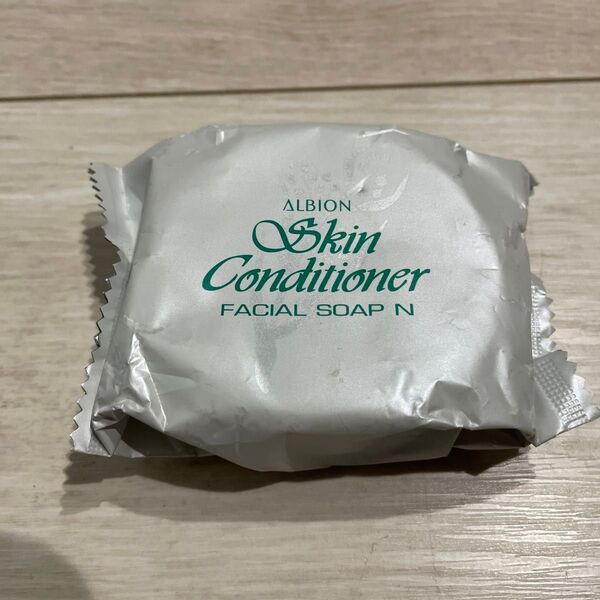 ALBION
Skin
Conditioner
FACIAL SOAP N